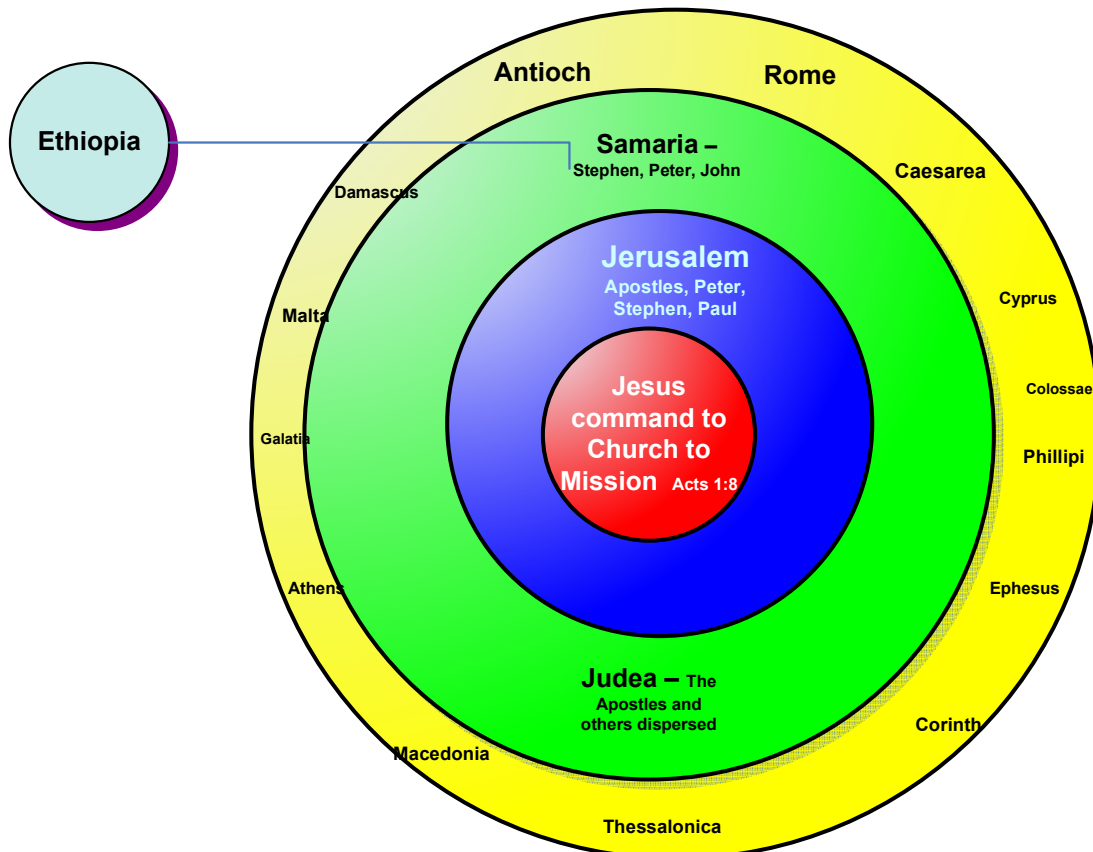 Antioch
Rome
Ethiopia
Samaria –
Stephen, Peter, John
Caesarea
Damascus
Jerusalem
Apostles, Peter,
Stephen, Paul
Cyprus
Malta
Jesus
command to
Church to
Mission Acts 1:8
Colossae
Galatia
Phillipi
Athens
Ephesus
Judea – The
Apostles and
others dispersed
Corinth
Macedonia
Thessalonica